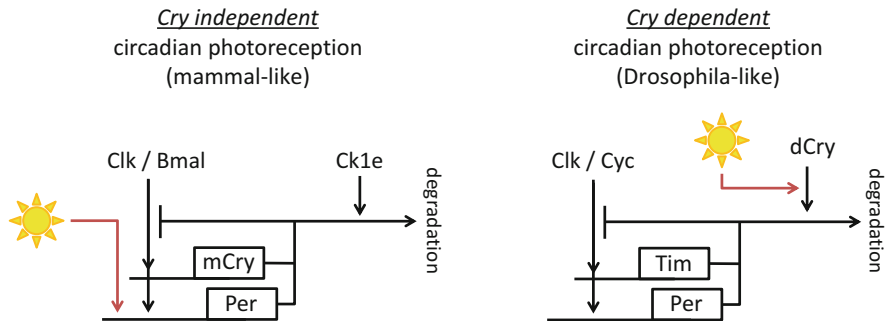 Cry independent
circadian photoreception
(mammal-like)
Clk / Bmal
Ck1e
degradation
mCry
Per
Cry dependent
circadian photoreception
(Drosophila-like)
Clk / Cyc
dCry
degradation
Tim
Per